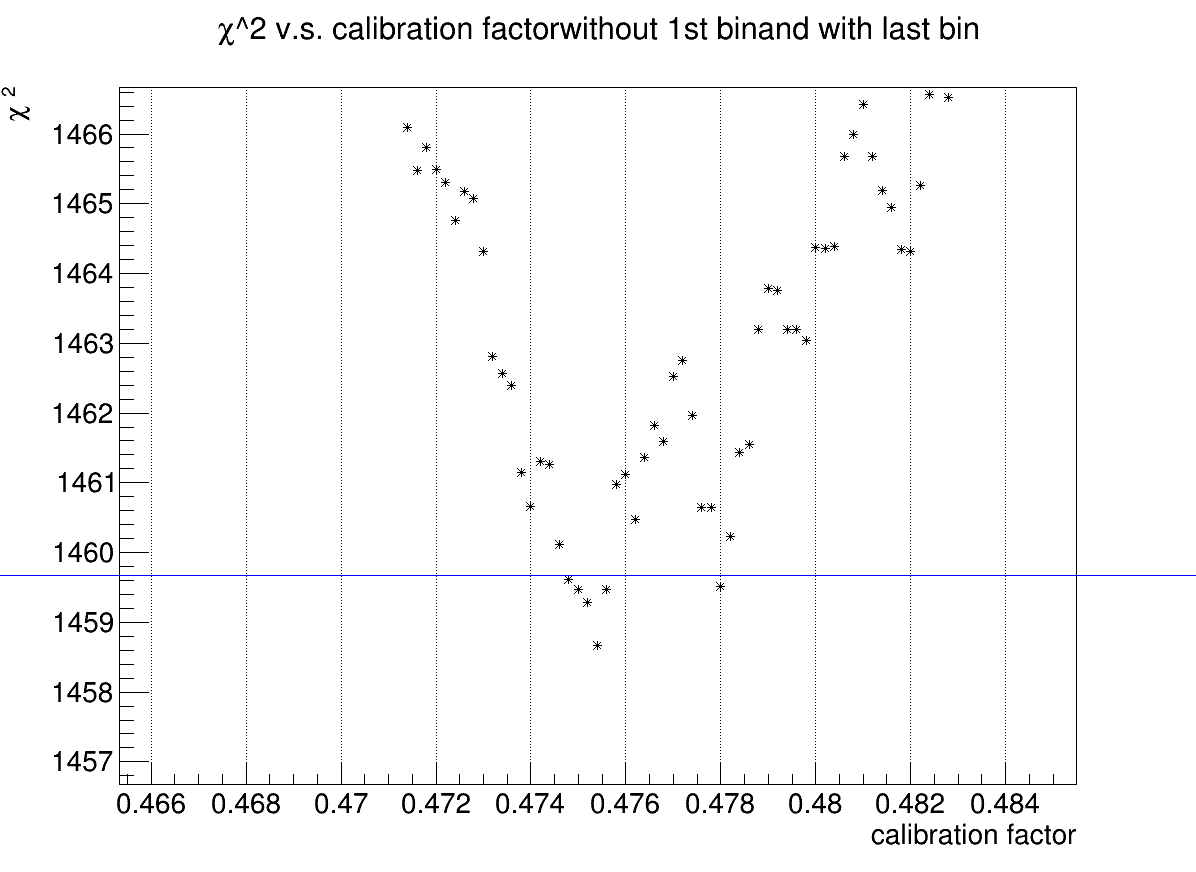 χ^2 v.s. calibration factorwithout 1st binand with last bin
χ 2
1466
1465
1464
1463
1462
1461
1460
1459
1458
1457
0.466 0.468 0.47 0.472 0.474 0.476 0.478 0.48 0.482 0.484
calibration factor